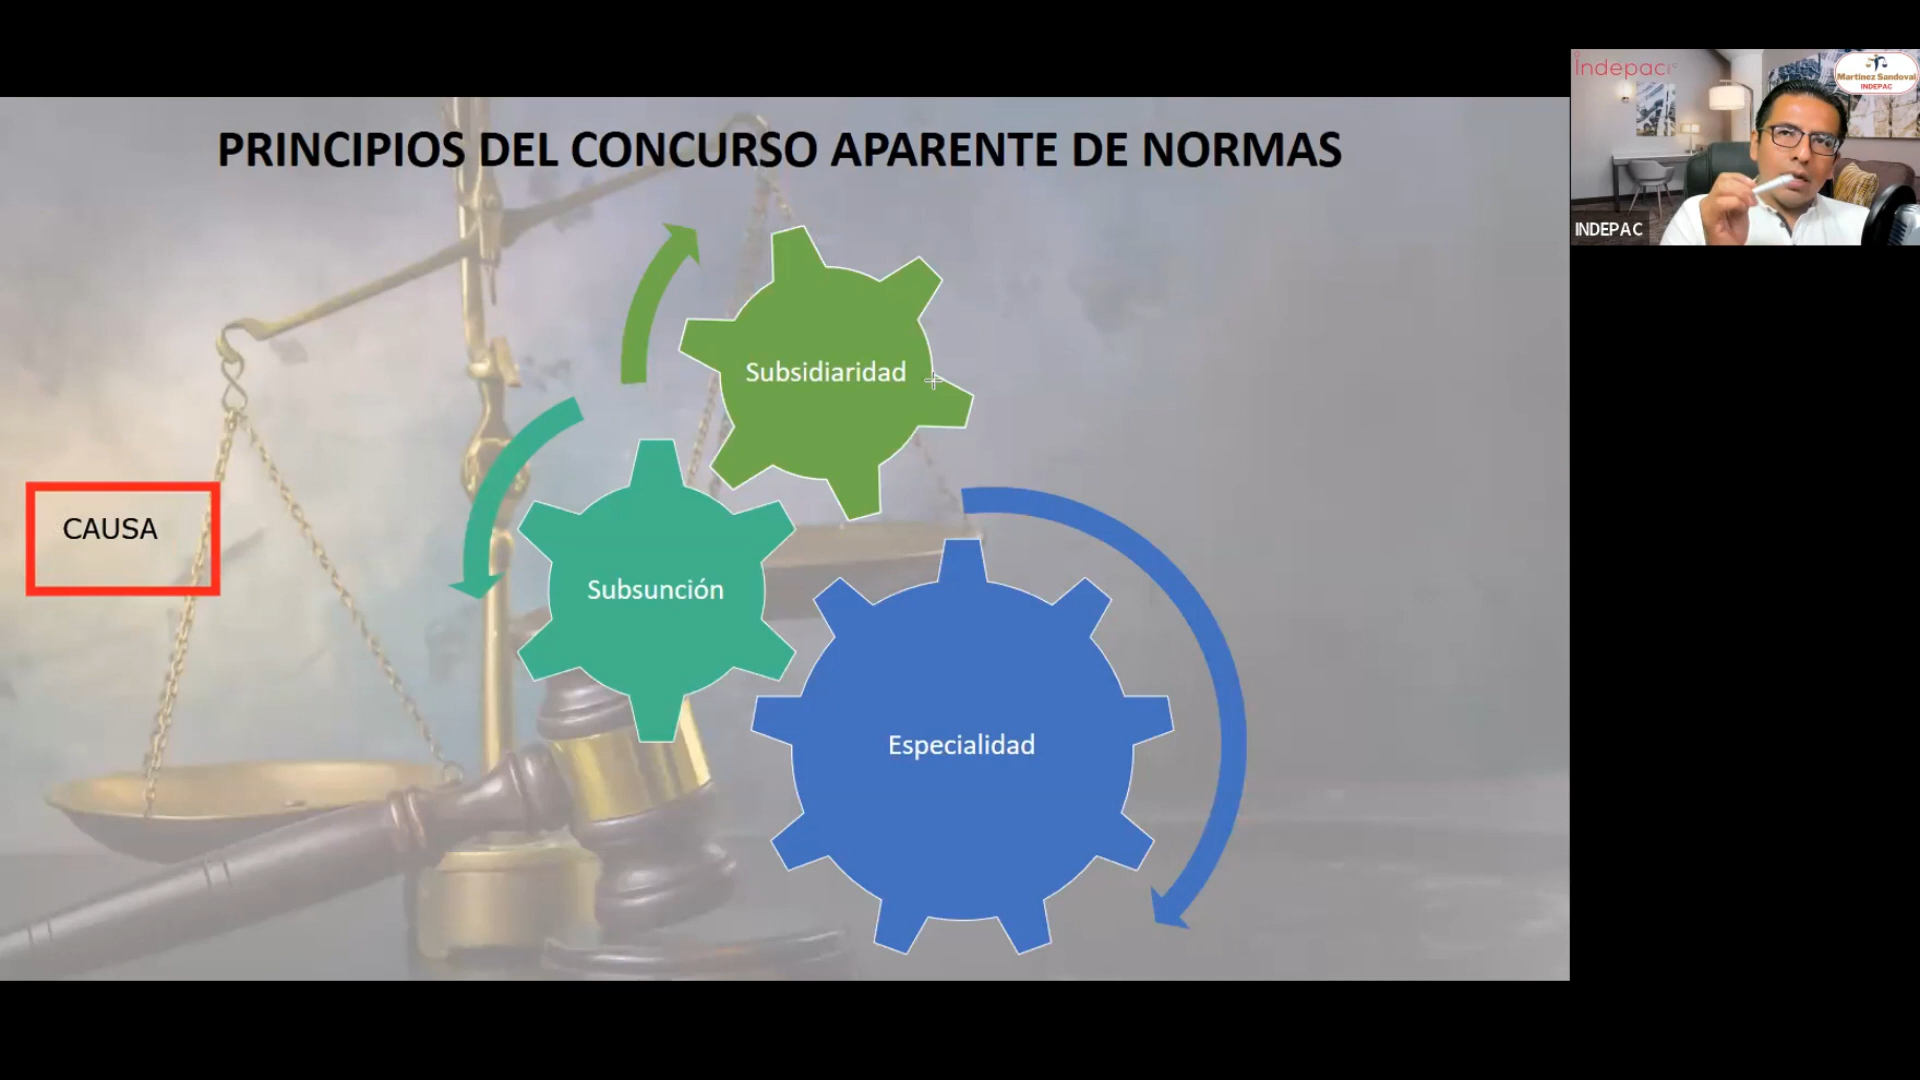 PRINCIPIOS DEL CONCURSO APARENTE DE NORMAS
Subsidiaridad
CAUSA
Subsunción
Especialidad
Indepac
Martinez Sandoval
INDEPAC
INDEPAC